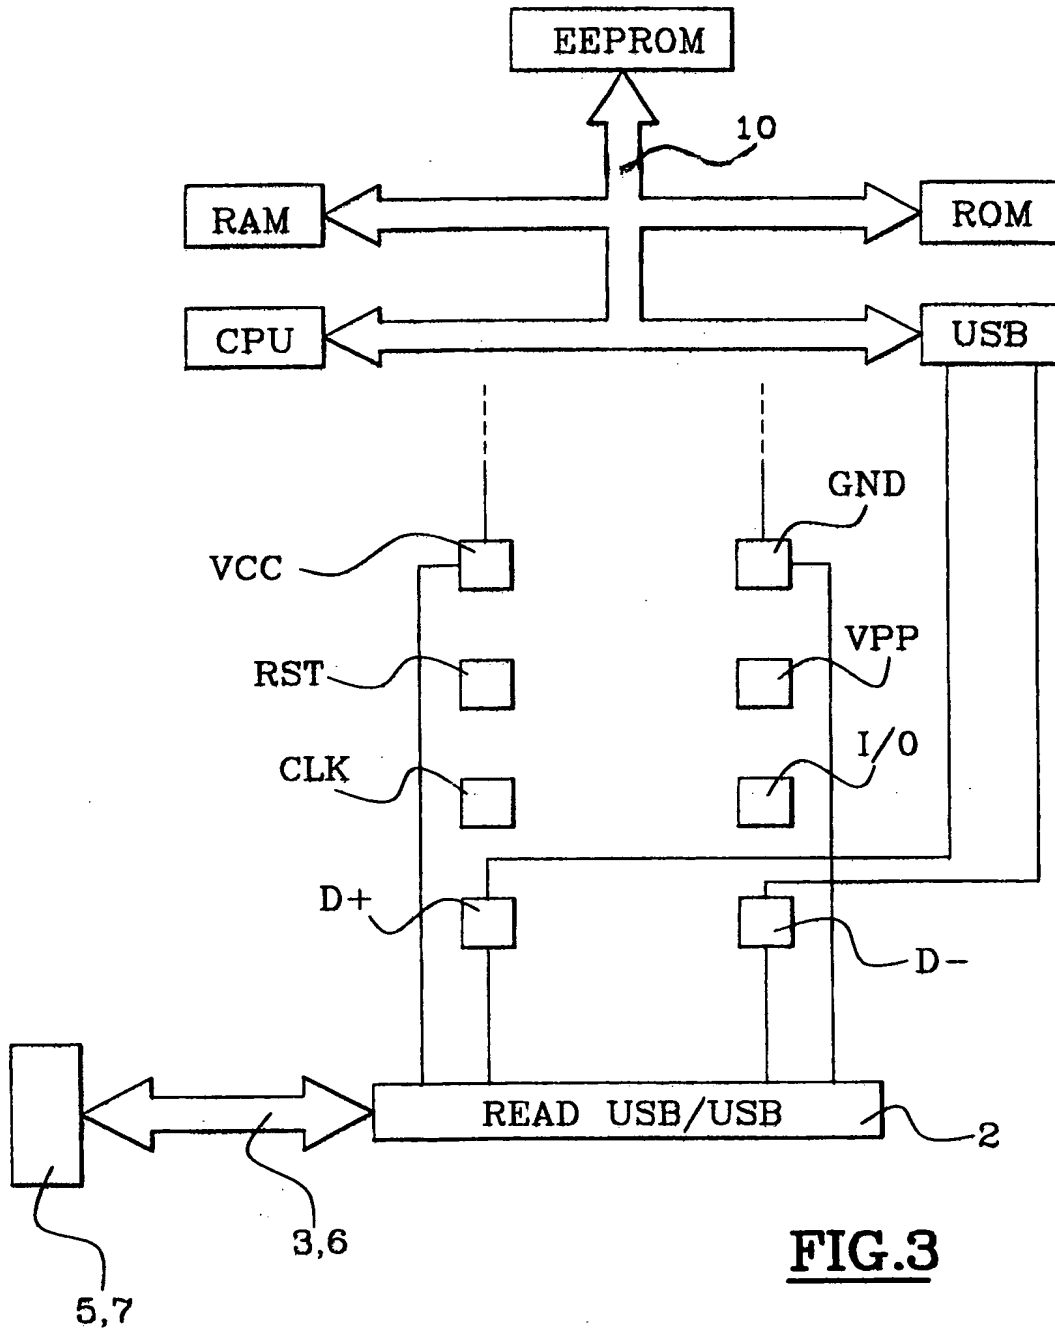 EEPROM
10
RAM
ROM
CPU
USB
GND
VCC
VPP
RST
I/O
CLK
D+
D-
READ USB/USB
2
3,6
FIG.3
5,7